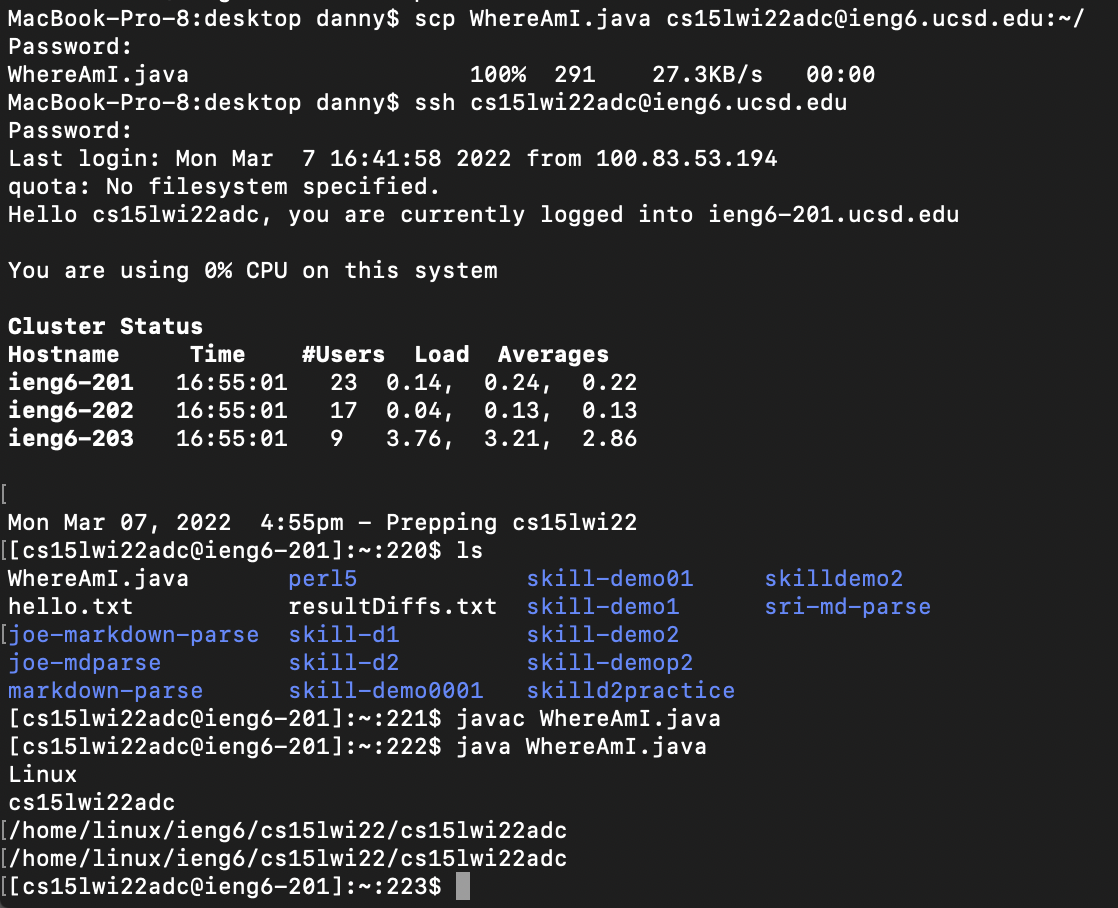 MacBook-Pro-8:desktop danny$ scp WhereAmI.java cs15lwi22adc@ieng6.ucsd.edu:~/
Password:
WhereAmI.java                    100%  291    27.3KB/s   00:00
MacBook-Pro-8:desktop danny$ ssh cs15lwi22adc@ieng6.ucsd.edu
Password:
Last login: Mon Mar  7 16:41:58 2022 from 100.83.53.194
quota: No filesystem specified.
Hello cs15lwi22adc, you are currently logged into ieng6-201.ucsd.edu

You are using 0% CPU on this system

Cluster Status
Hostname     Time    #Users  Load  Averages
ieng6-201   16:55:01   23  0.14,  0.24,  0.22
ieng6-202   16:55:01   17  0.04,  0.13,  0.13
ieng6-203   16:55:01   9   3.76,  3.21,  2.86

[
Mon Mar 07, 2022  4:55pm - Prepping cs15lwi22
[[cs15lwi22adc@ieng6-201]:~:220$ ls
WhereAmI.java       perl5            skill-demo01     skilldemo2
hello.txt           resultDiffs.txt  skill-demo1      sri-md-parse
[joe-markdown-parse  skill-d1         skill-demo2
joe-mdparse         skill-d2         skill-demop2
markdown-parse      skill-demo0001   skilld2practice
[cs15lwi22adc@ieng6-201]:~:221$ javac WhereAmI.java
[cs15lwi22adc@ieng6-201]:~:222$ java WhereAmI.java
Linux
cs15lwi22adc
[/home/linux/ieng6/cs15lwi22/cs15lwi22adc
[/home/linux/ieng6/cs15lwi22/cs15lwi22adc
[[cs15lwi22adc@ieng6-201]:~:223$